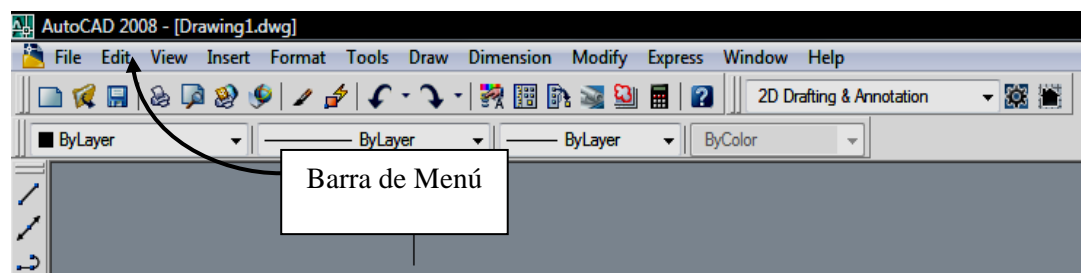 AutoCAD 2008 - [Drawing1.dwg]
File Edit View Insert Format Tools Draw Dimension Modify Express Window Help
2D Drafting & Annotation
ByLayer ByLayer ByLayer ByColor
Barra de Menú